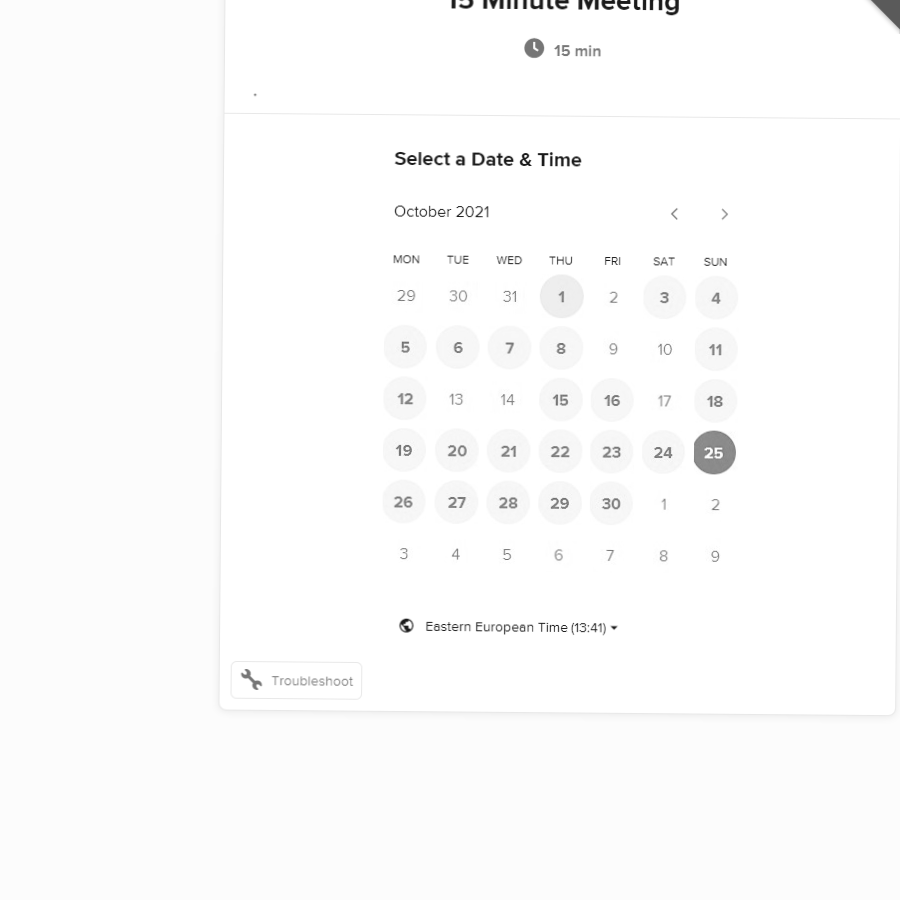 15 Minute Meeting
15 min
.
Select a Date & Time
October 2021
MON TUE WED THU FRI SAT SUN
29 30 31 1 2 3 4
5 6 7 8 9 10 11
12 13 14 15 16 17 18
19 20 21 22 23 24 25
26 27 28 29 30 1 2
3 4 5 6 7 8 9
Eastern European Time (13:41)
Troubleshoot